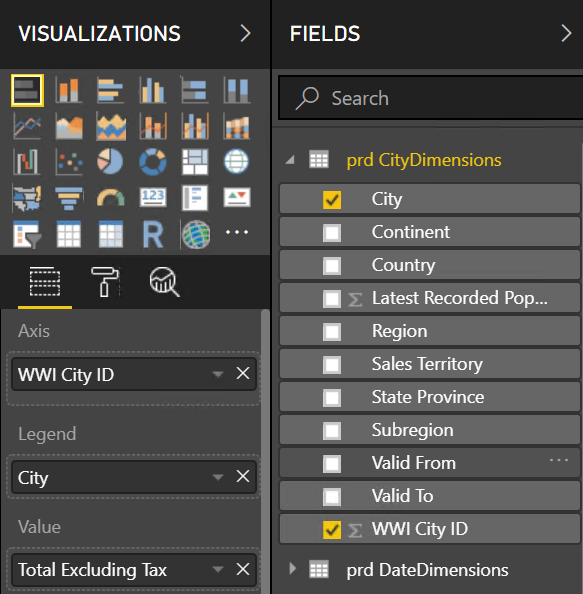 VISUALIZATIONS
123
R
Axis
WWI City ID
Legend
City
Value
Total Excluding Tax
FIELDS
Search
prd CityDimensions
City
Continent
Country
Latest Recorded Pop...
Region
Sales Territory
State Province
Subregion
Valid From
Valid To
WWI City ID
prd DateDimensions